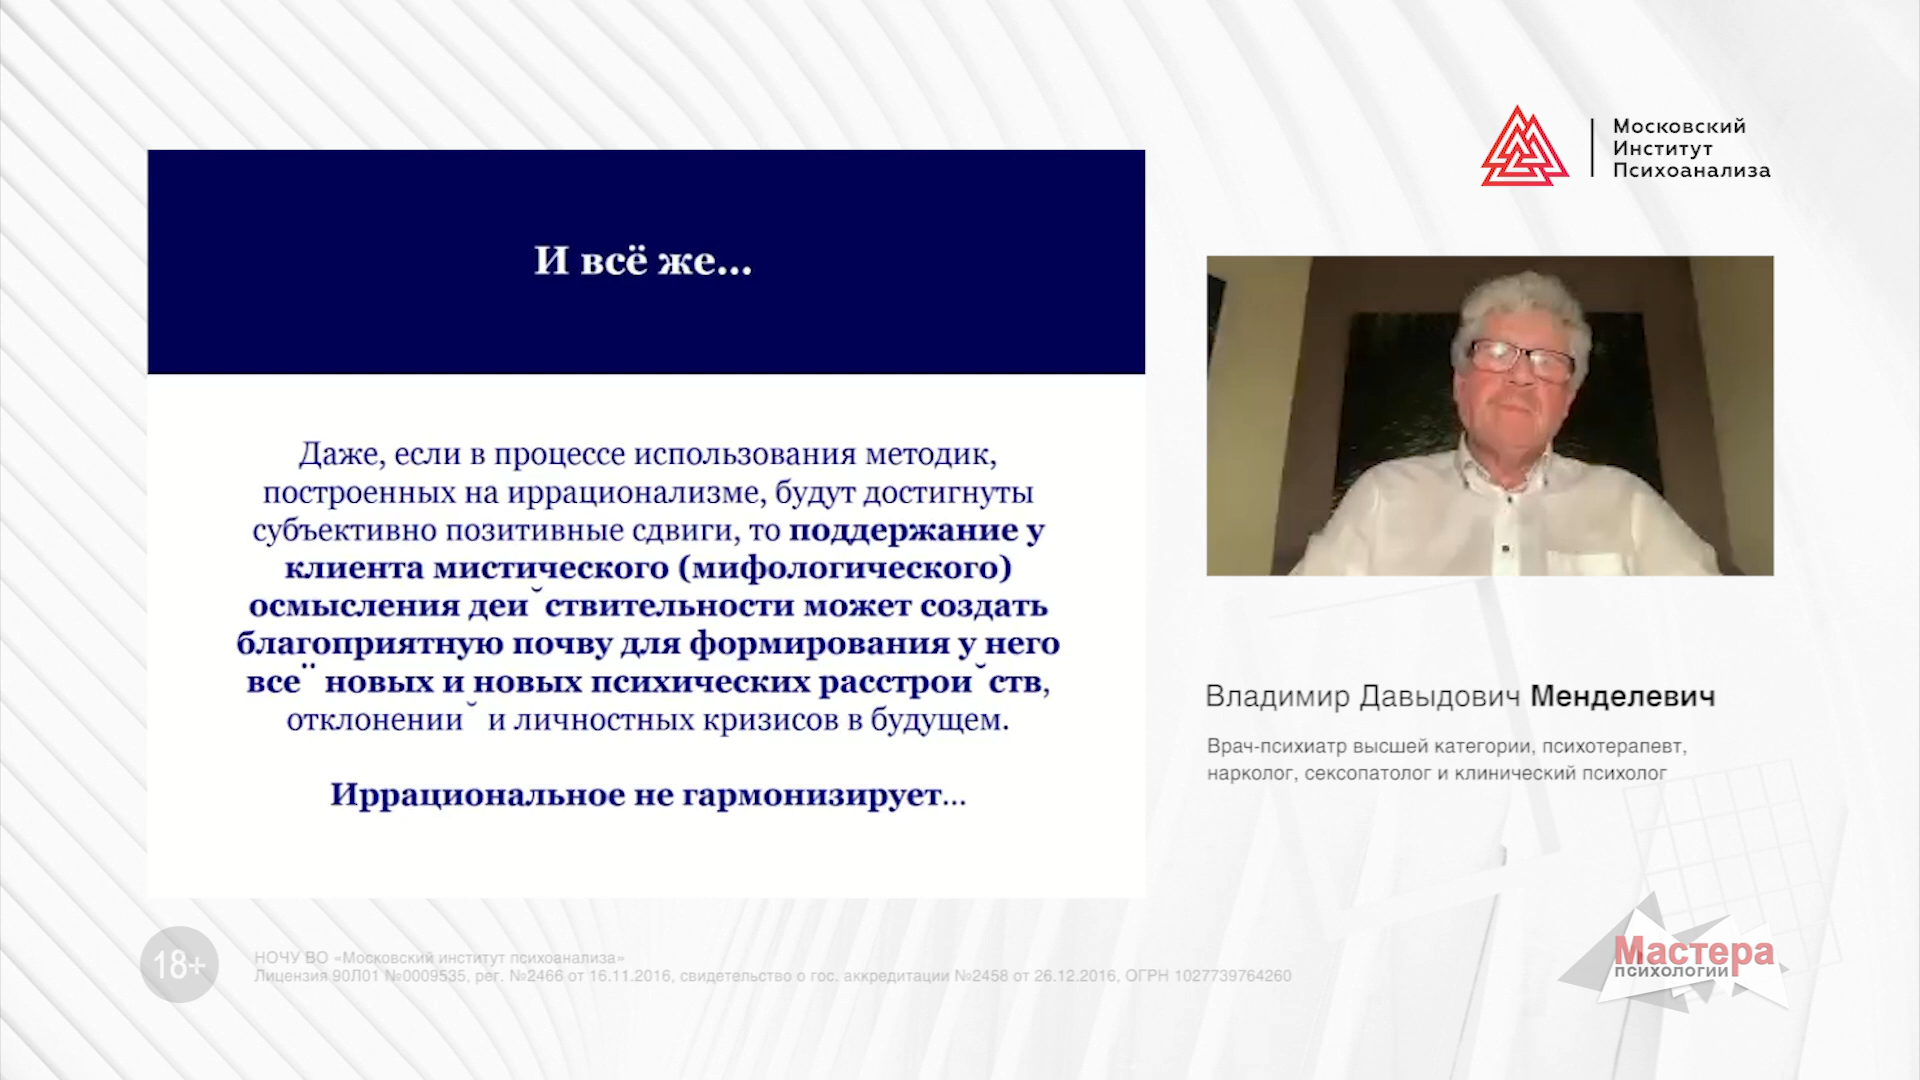 Московский
Институт
Психоанализа
И всё же...
Даже, если в процессе использования методик,
построенных на иррационализме, будут достигнуты
субъективно позитивные сдвиги, то поддержание у
клиента мистического (мифологического)
осмысления действительности может создать
благоприятную почву для формирования у него
всё новых и новых психических расстройств,
отклонений и личностных кризисов в будущем.
Иррациональное не гармонизирует...
Владимир Давыдович Менделевич
Врач-психиатр высшей категории, психотерапевт,
нарколог, сексопатолог и клинический психолог
18+
НОЧУ ВО «Московский институт психоанализа»
Лицензия 90Л01 №0009535, рег. №2466 от 16.11.2016, свидетельство о гос. аккредитации №2458 от 26.12.2016, ОГРН 1027739764260
Мастера
психологии